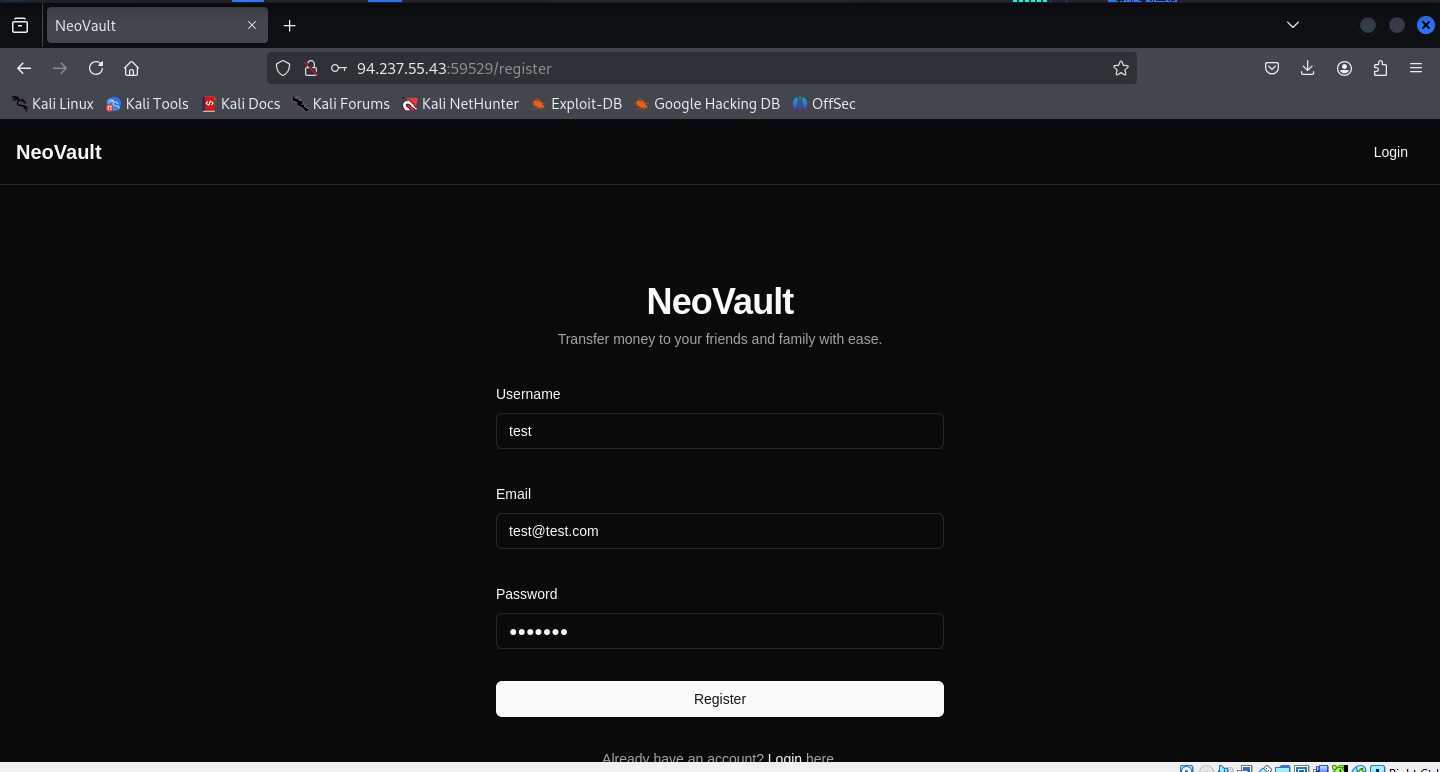 NeoVault
94.237.55.43:59529/register
Kali Linux Kali Tools Kali Docs Kali Forums Kali NetHunter Exploit-DB Google Hacking DB OffSec
NeoVault Login
NeoVault
Transfer money to your friends and family with ease.
Username
test
Email
test@test.com
Password
•••••••
Register
Already have an account? Login here